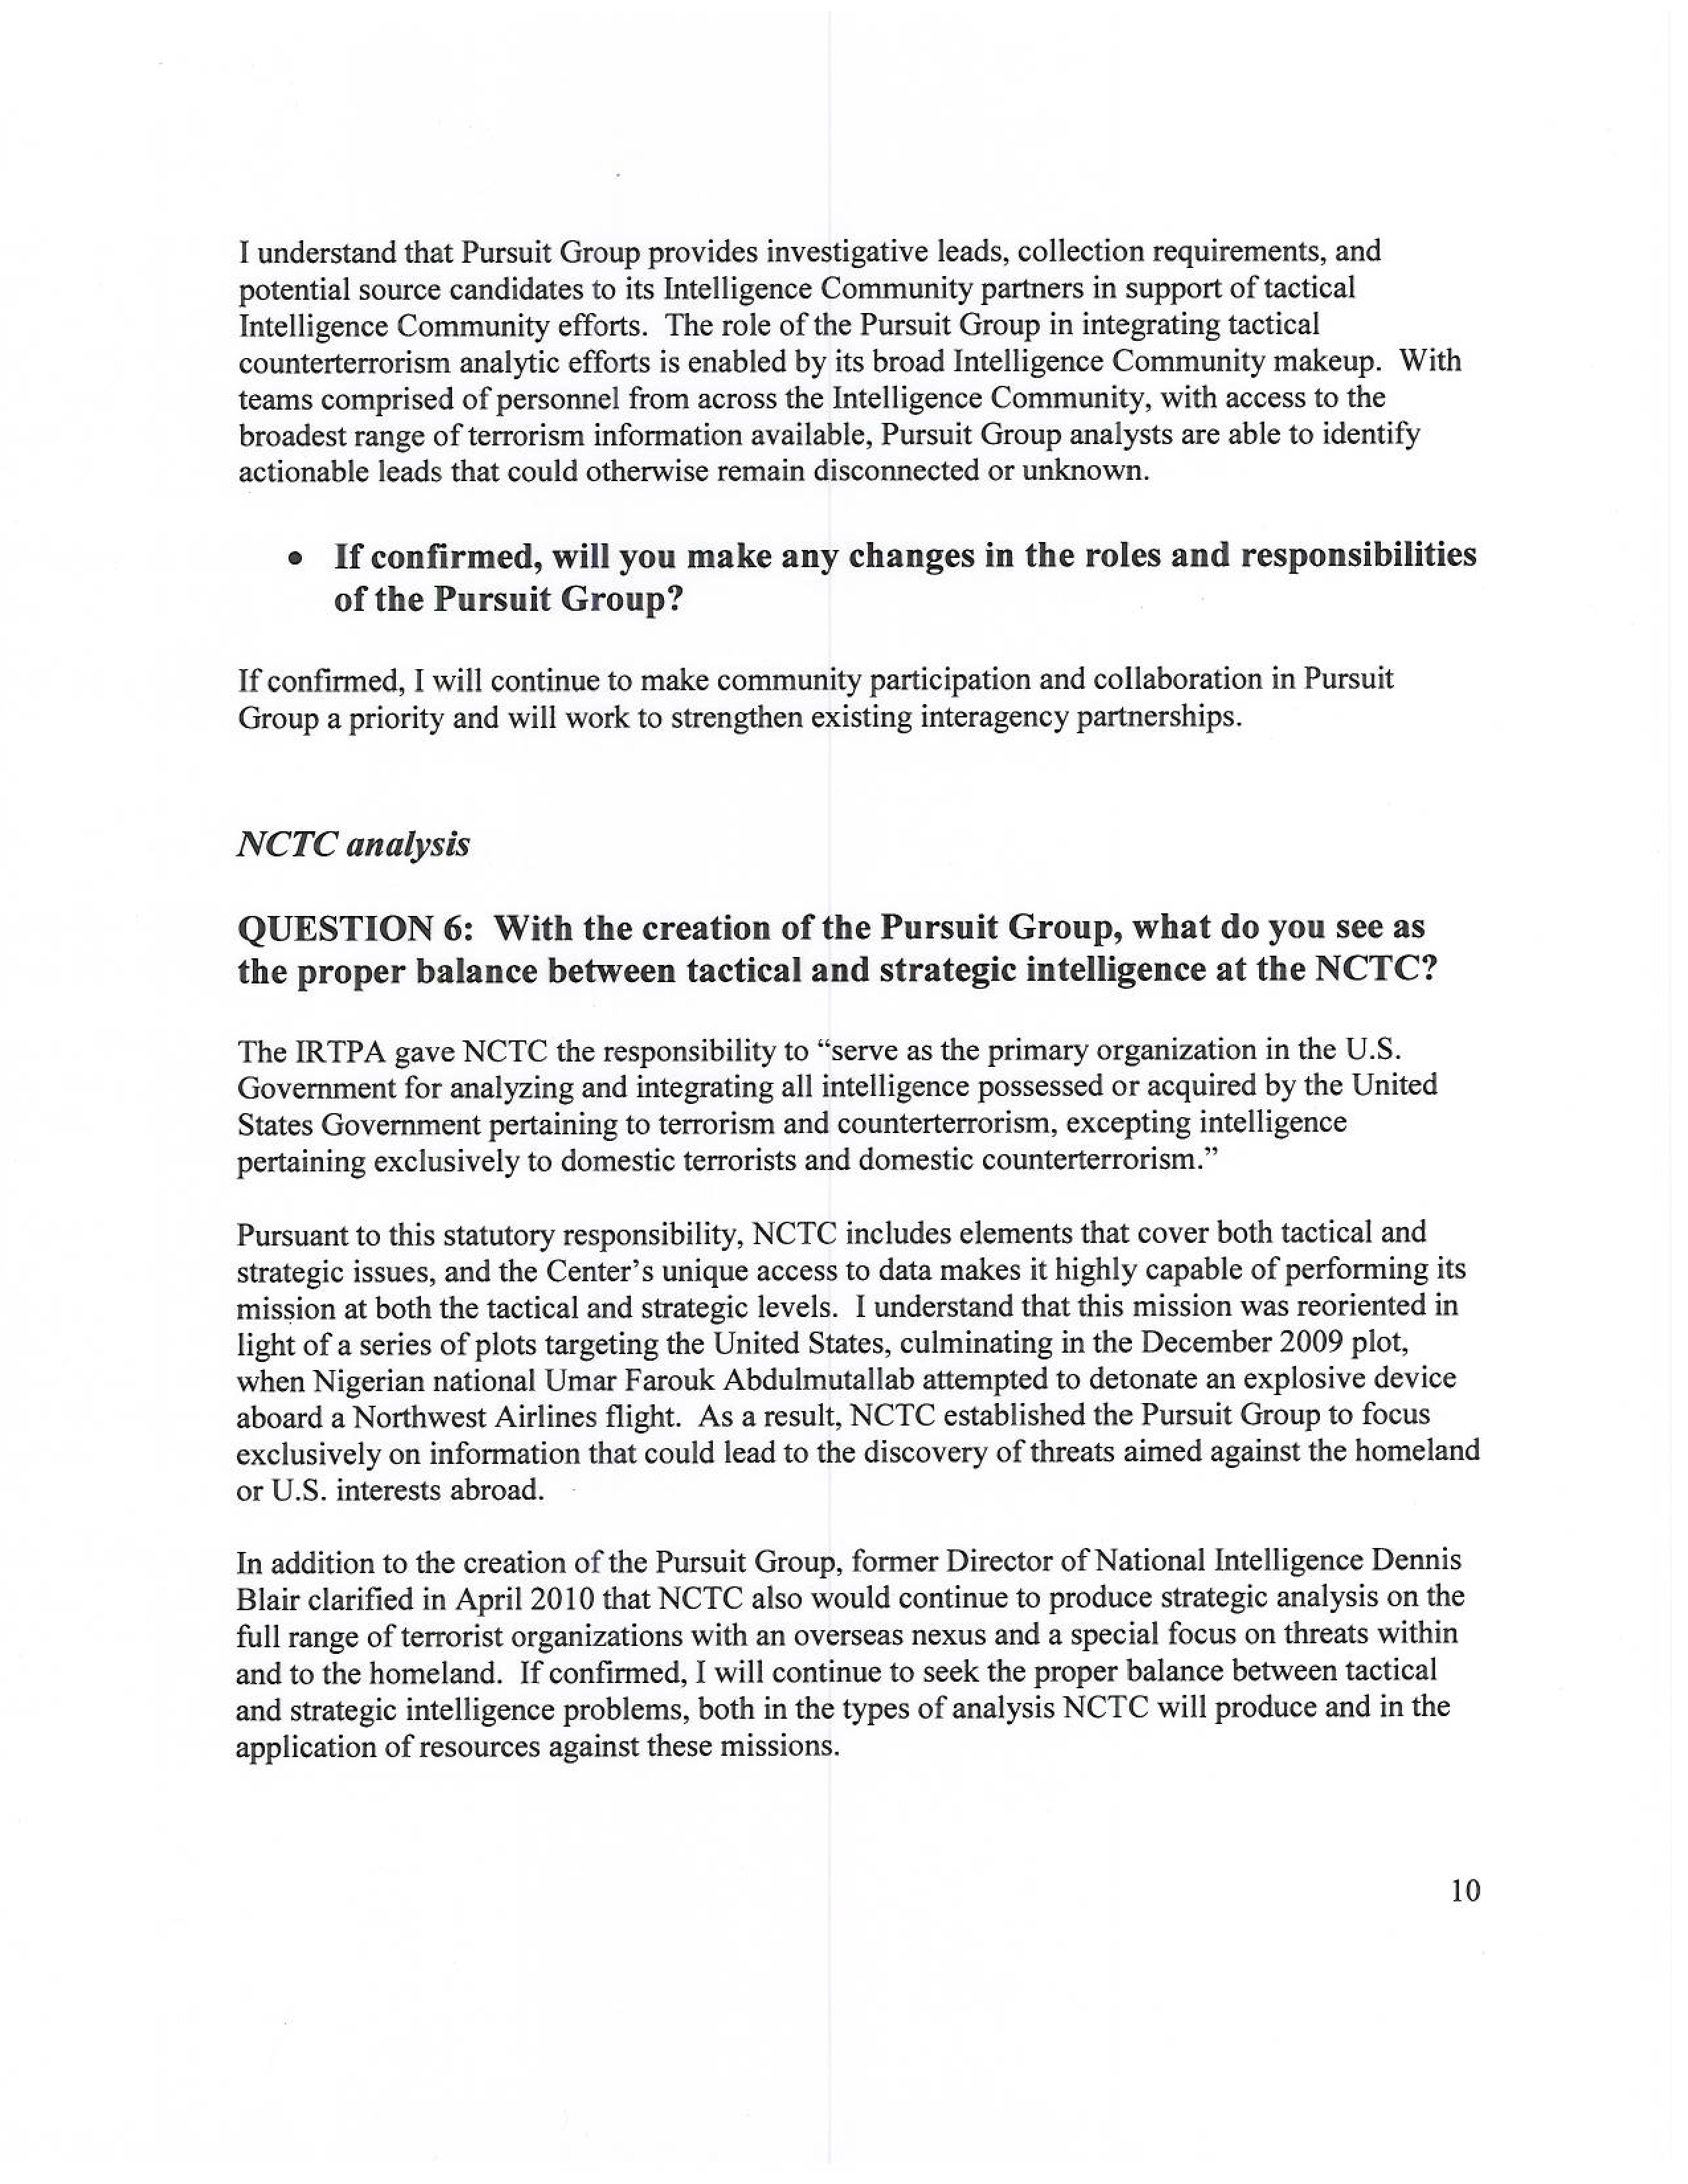 I understand that Pursuit Group provides investigative leads, collection requirements, and
potential source candidates to its Intelligence Community partners in support of tactical
Intelligence Community efforts.  The role of the Pursuit Group in integrating tactical
counterterrorism analytic efforts is enabled by its broad Intelligence Community makeup.  With
teams comprised of personnel from across the Intelligence Community, with access to the
broadest range of terrorism information available, Pursuit Group analysts are able to identify
actionable leads that could otherwise remain disconnected or unknown.
• If confirmed, will you make any changes in the roles and responsibilities
of the Pursuit Group?
If confirmed, I will continue to make community participation and collaboration in Pursuit
Group a priority and will work to strengthen existing interagency partnerships.
NCTC analysis
QUESTION 6:  With the creation of the Pursuit Group, what do you see as
the proper balance between tactical and strategic intelligence at the NCTC?
The IRTPA gave NCTC the responsibility to “serve as the primary organization in the U.S.
Government for analyzing and integrating all intelligence possessed or acquired by the United
States Government pertaining to terrorism and counterterrorism, excepting intelligence
pertaining exclusively to domestic terrorists and domestic counterterrorism.”
Pursuant to this statutory responsibility, NCTC includes elements that cover both tactical and
strategic issues, and the Center’s unique access to data makes it highly capable of performing its
mission at both the tactical and strategic levels.  I understand that this mission was reoriented in
light of a series of plots targeting the United States, culminating in the December 2009 plot,
when Nigerian national Umar Farouk Abdulmutallab attempted to detonate an explosive device
aboard a Northwest Airlines flight.  As a result, NCTC established the Pursuit Group to focus
exclusively on information that could lead to the discovery of threats aimed against the homeland
or U.S. interests abroad.
In addition to the creation of the Pursuit Group, former Director of National Intelligence Dennis
Blair clarified in April 2010 that NCTC also would continue to produce strategic analysis on the
full range of terrorist organizations with an overseas nexus and a special focus on threats within
and to the homeland.  If confirmed, I will continue to seek the proper balance between tactical
and strategic intelligence problems, both in the types of analysis NCTC will produce and in the
application of resources against these missions.
10